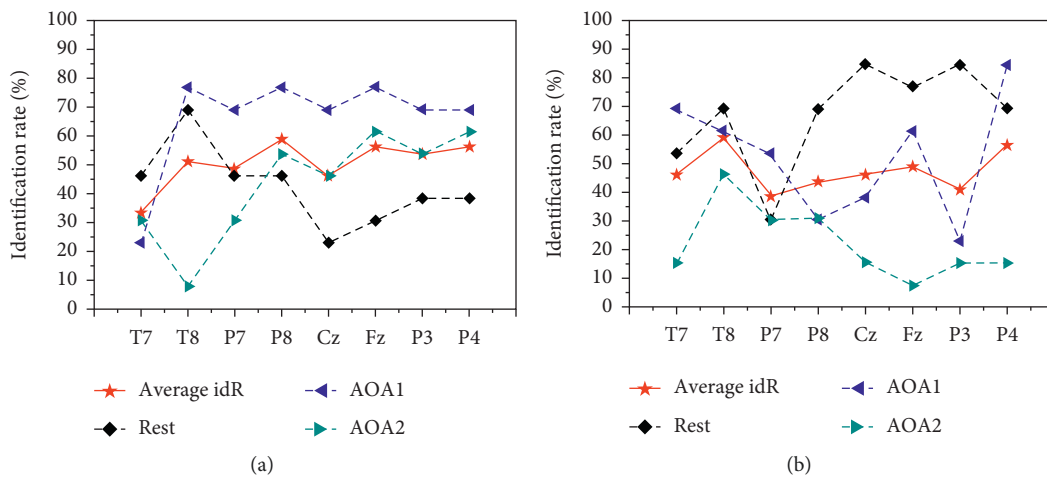 Identification rate (%)
100
90
80
70
60
50
40
30
20
10
0
T7 T8 P7 P8 Cz Fz P3 P4
Average idR AOA1
Rest AOA2
(a)
Identification rate (%)
100
90
80
70
60
50
40
30
20
10
0
T7 T8 P7 P8 Cz Fz P3 P4
Average idR AOA1
Rest AOA2
(b)